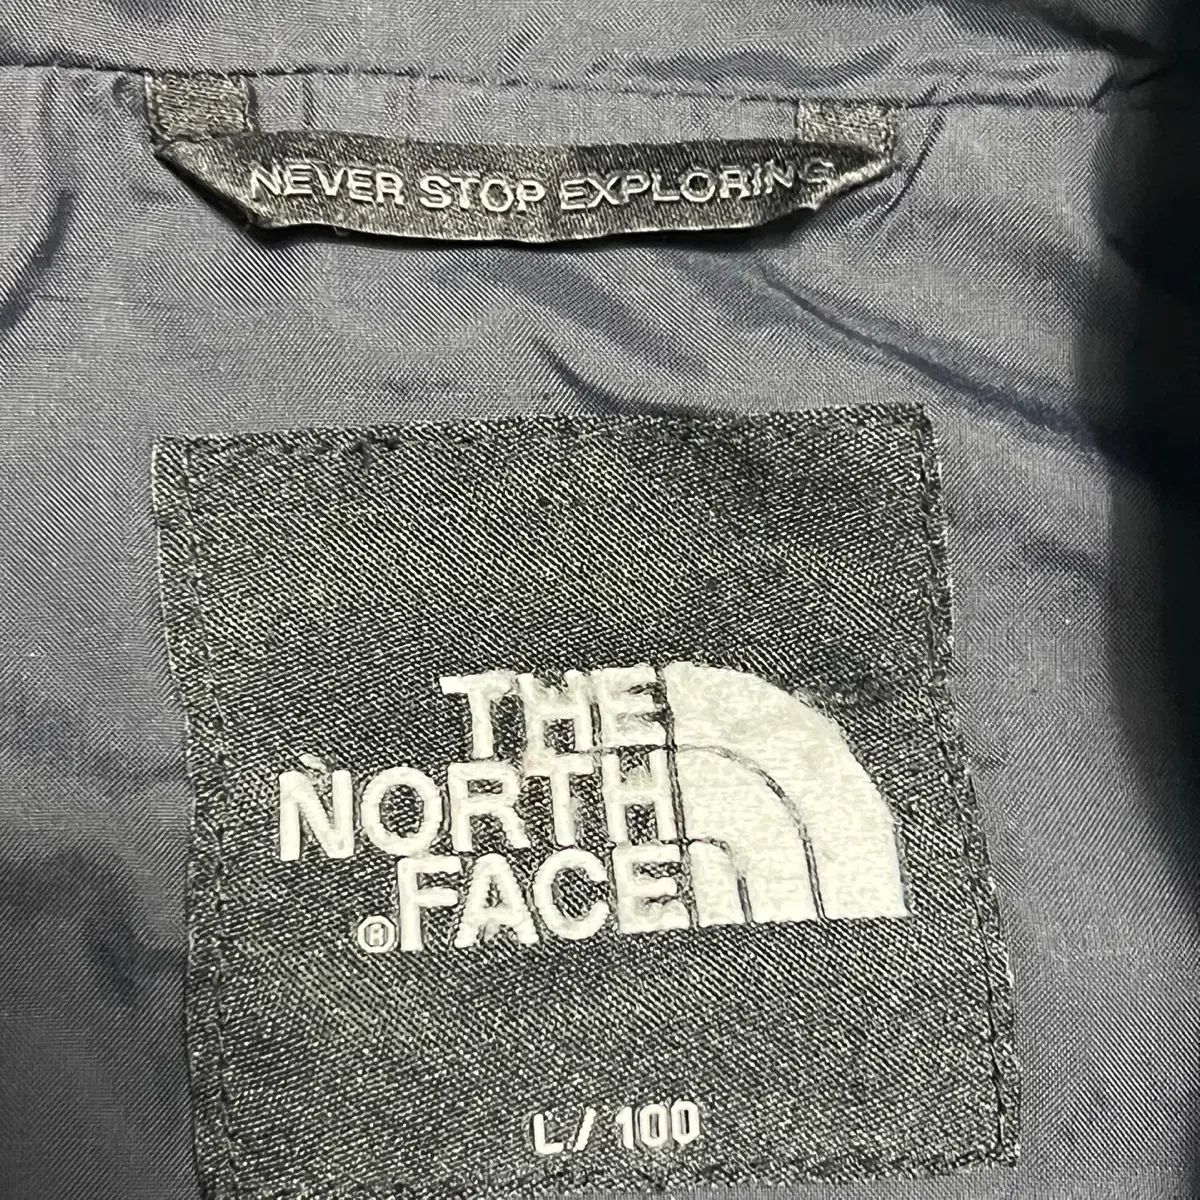 NEVER STOP EXPLORING
THE
NORTH
® FACE
L / 100